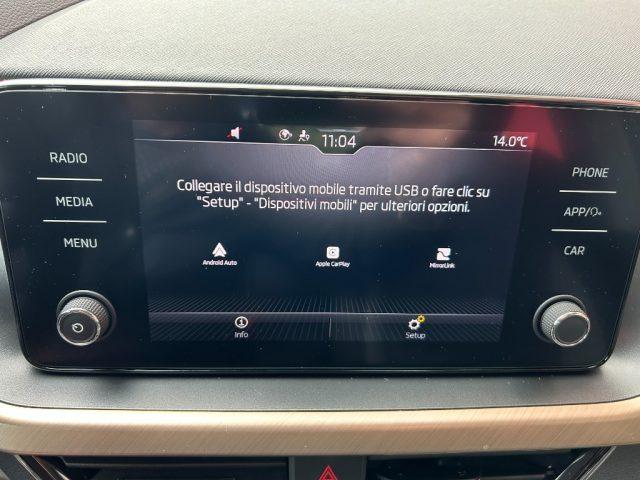 11:04
14.0°C
RADIO
MEDIA
MENU
PHONE
APP/
CAR
Collegare il dispositivo mobile tramite USB o fare clic su
"Setup" - "Dispositivi mobili" per ulteriori opzioni.
Android Auto
Apple CarPlay
MirrorLink
Info
Setup